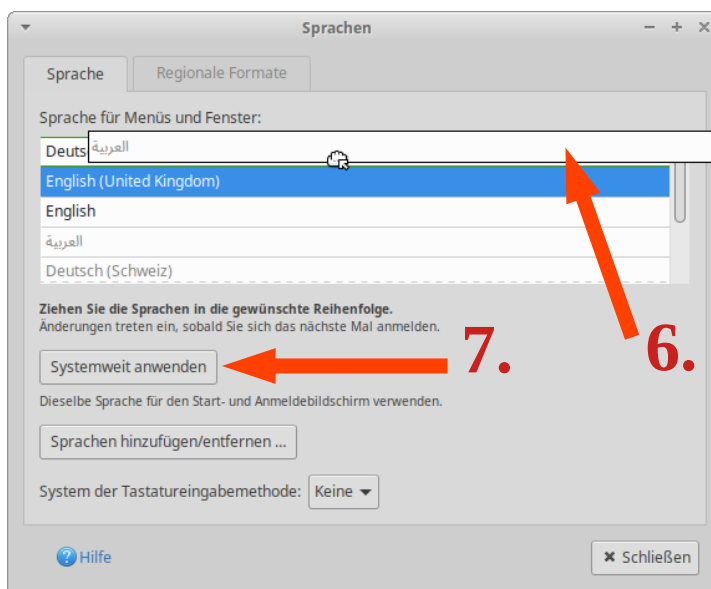 Sprachen
Sprache
Regionale Formate
Sprache für Menüs und Fenster:
Deuts
العربية
English (United Kingdom)
English
العربية
Deutsch (Schweiz)
Ziehen Sie die Sprachen in die gewünschte Reihenfolge.
Änderungen treten ein, sobald Sie sich das nächste Mal anmelden.
6.
7.
Systemweit anwenden
Dieselbe Sprache für den Start- und Anmeldebildschirm verwenden.
Sprachen hinzufügen/entfernen ...
System der Tastatureingabemethode: Keine
Hilfe
Schließen